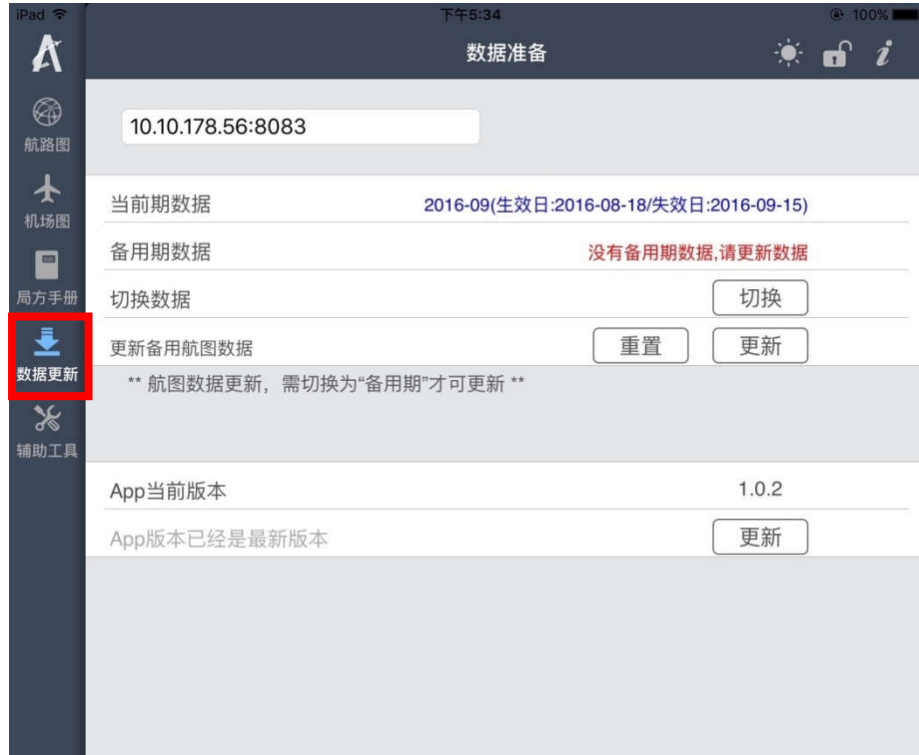 iPad 下午5:34 100%
数据准备
航路图
机场图
局方手册
数据更新
辅助工具
10.10.178.56:8083
当前期数据 2016-09(生效日:2016-08-18/失效日:2016-09-15)
备用期数据 没有备用期数据,请更新数据
切换数据 切换
更新备用航图数据 重置 更新
** 航图数据更新，需切换为“备用期”才可更新 **
App当前版本 1.0.2
App版本已经是最新版本 更新